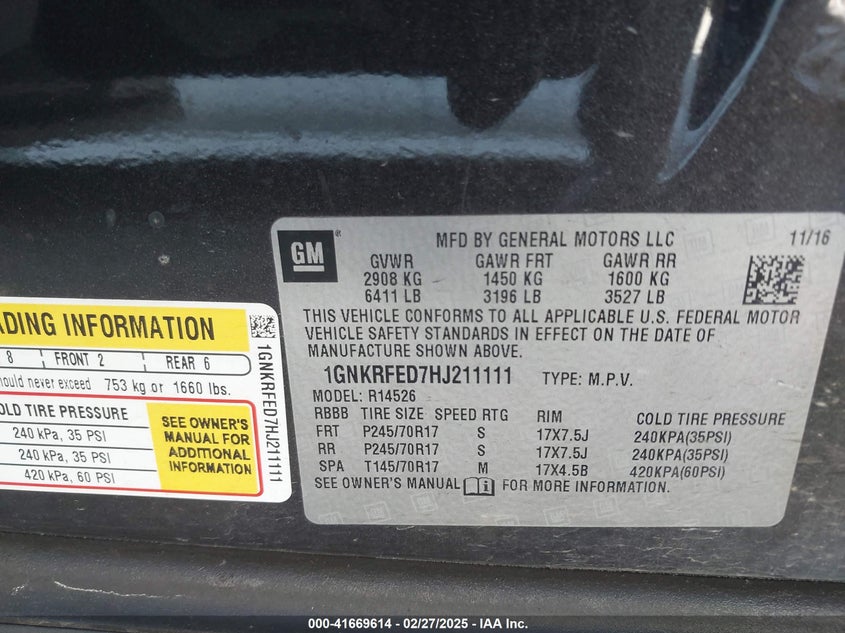 GM
MFD BY GENERAL MOTORS LLC 11/16
GVWR GAWR FRT GAWR RR
2908 KG 1450 KG 1600 KG
6411 LB 3196 LB 3527 LB
THIS VEHICLE CONFORMS TO ALL APPLICABLE U.S. FEDERAL MOTOR
VEHICLE SAFETY STANDARDS IN EFFECT ON THE DATE OF
MANUFACTURE SHOWN ABOVE.
1GNKRFED7HJ211111 TYPE: M.P.V.
MODEL: R14526
RBBB TIRE SIZE SPEED RTG RIM COLD TIRE PRESSURE
FRT P245/70R17 S 17X7.5J 240KPA(35PSI)
RR P245/70R17 S 17X7.5J 240KPA(35PSI)
SPA T145/70R17 M 17X4.5B 420KPA(60PSI)
SEE OWNER'S MANUAL FOR MORE INFORMATION.
ADING INFORMATION
8 FRONT 2 REAR 6
hould never exceed 753 kg or 1660 lbs.
OLD TIRE PRESSURE
240 kPa, 35 PSI
240 kPa, 35 PSI
420 kPa, 60 PSI
SEE OWNER'S
MANUAL FOR
ADDITIONAL
INFORMATION
1GNKRFED7HJ211111
000-41669614 / 02/27/2025 - © IAA Inc.